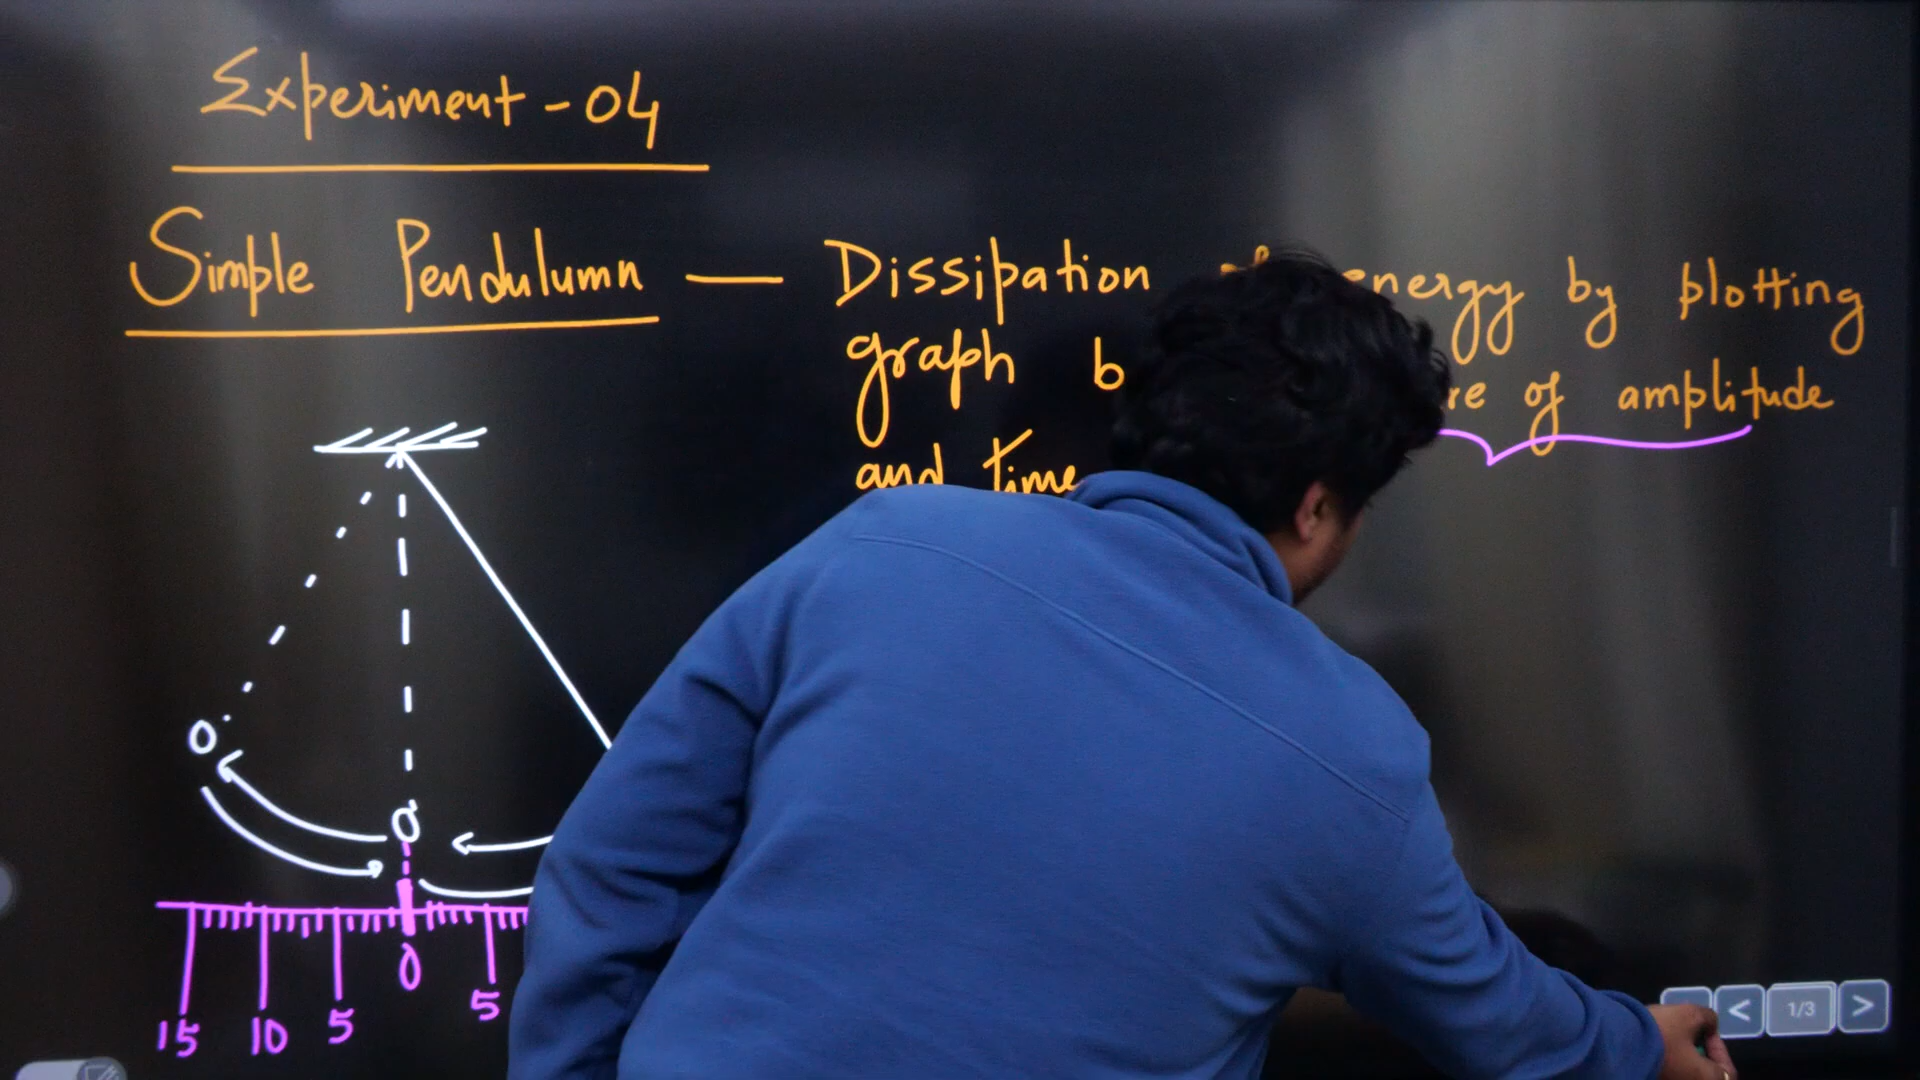 Experiment - 04
Simple Pendulumn — Dissipation energy by plotting
graph of amplitude
and time
0
15 10 5 5
< 1/3 >